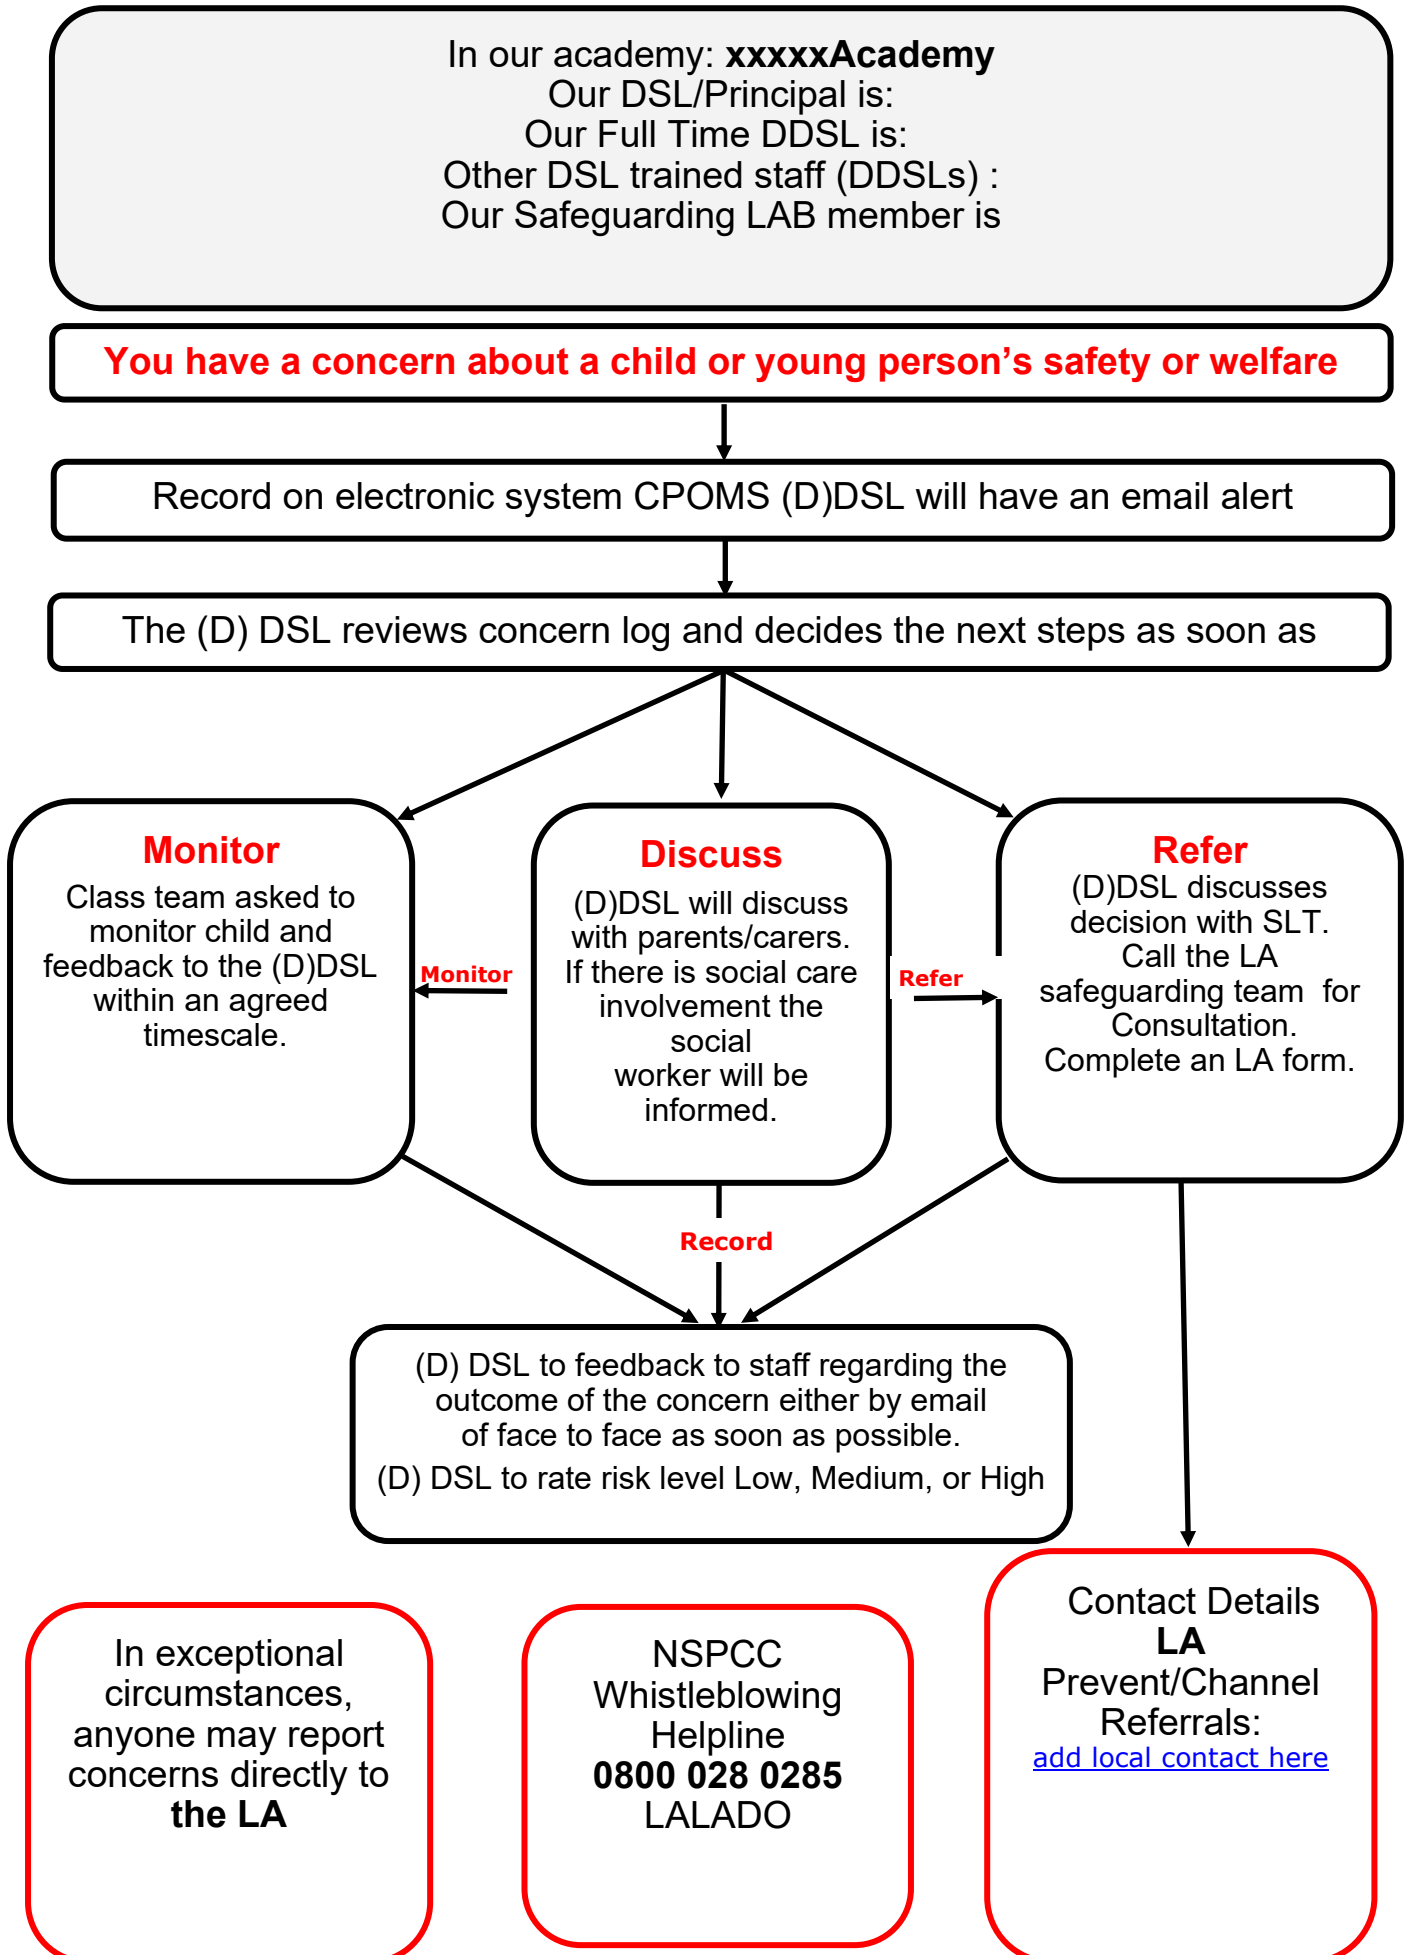 In our academy: xxxxxAcademy
Our DSL/Principal is:
Our Full Time DDSL is:
Other DSL trained staff (DDSLs) :
Our Safeguarding LAB member is
You have a concern about a child or young person’s safety or welfare
Record on electronic system CPOMS (D)DSL will have an email alert
The (D) DSL reviews concern log and decides the next steps as soon as
Monitor
Class team asked to
monitor child and
feedback to the (D)DSL
within an agreed
timescale.
Monitor
Discuss
(D)DSL will discuss
with parents/carers.
If there is social care
involvement the
social
worker will be
informed.
Refer
Refer
(D)DSL discusses
decision with SLT.
Call the LA
safeguarding team for
Consultation.
Complete an LA form.
Record
(D) DSL to feedback to staff regarding the
outcome of the concern either by email
of face to face as soon as possible.
(D) DSL to rate risk level Low, Medium, or High
In exceptional
circumstances,
anyone may report
concerns directly to
the LA
NSPCC
Whistleblowing
Helpline
0800 028 0285
LALADO
Contact Details
LA
Prevent/Channel
Referrals:
add local contact here